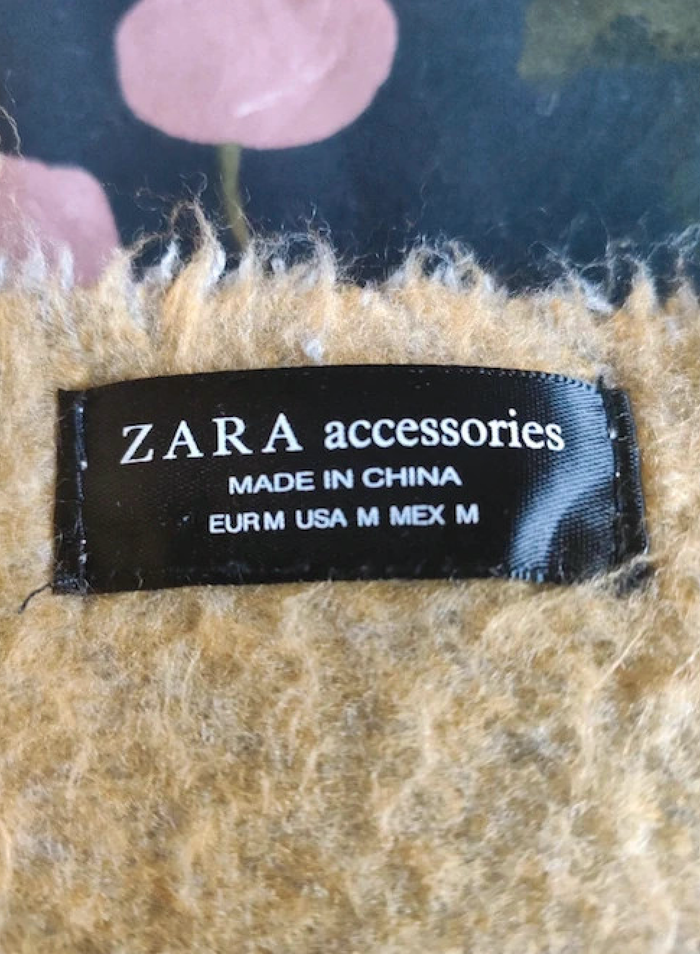 ZARA accessories
MADE IN CHINA
EUR M USA M MEX M